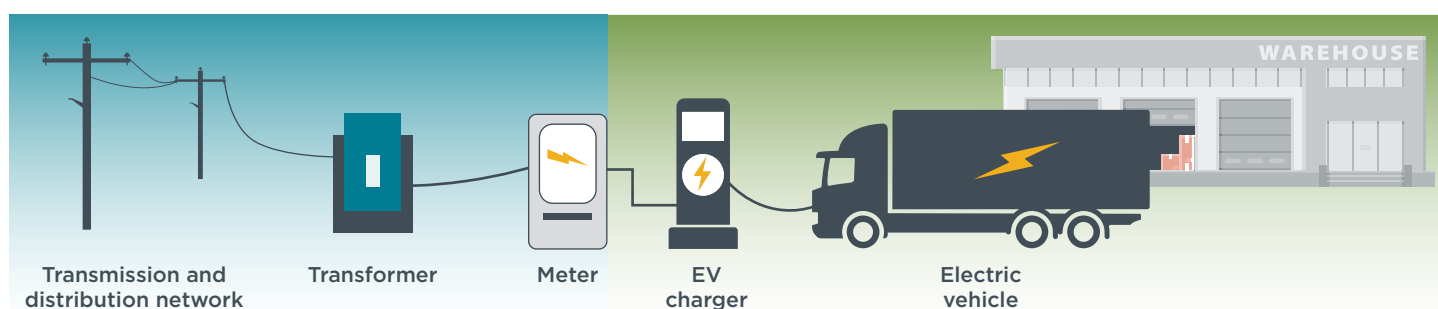 WAREHOUSE
Transmission and
distribution network
Transformer
Meter
EV
charger
Electric
vehicle